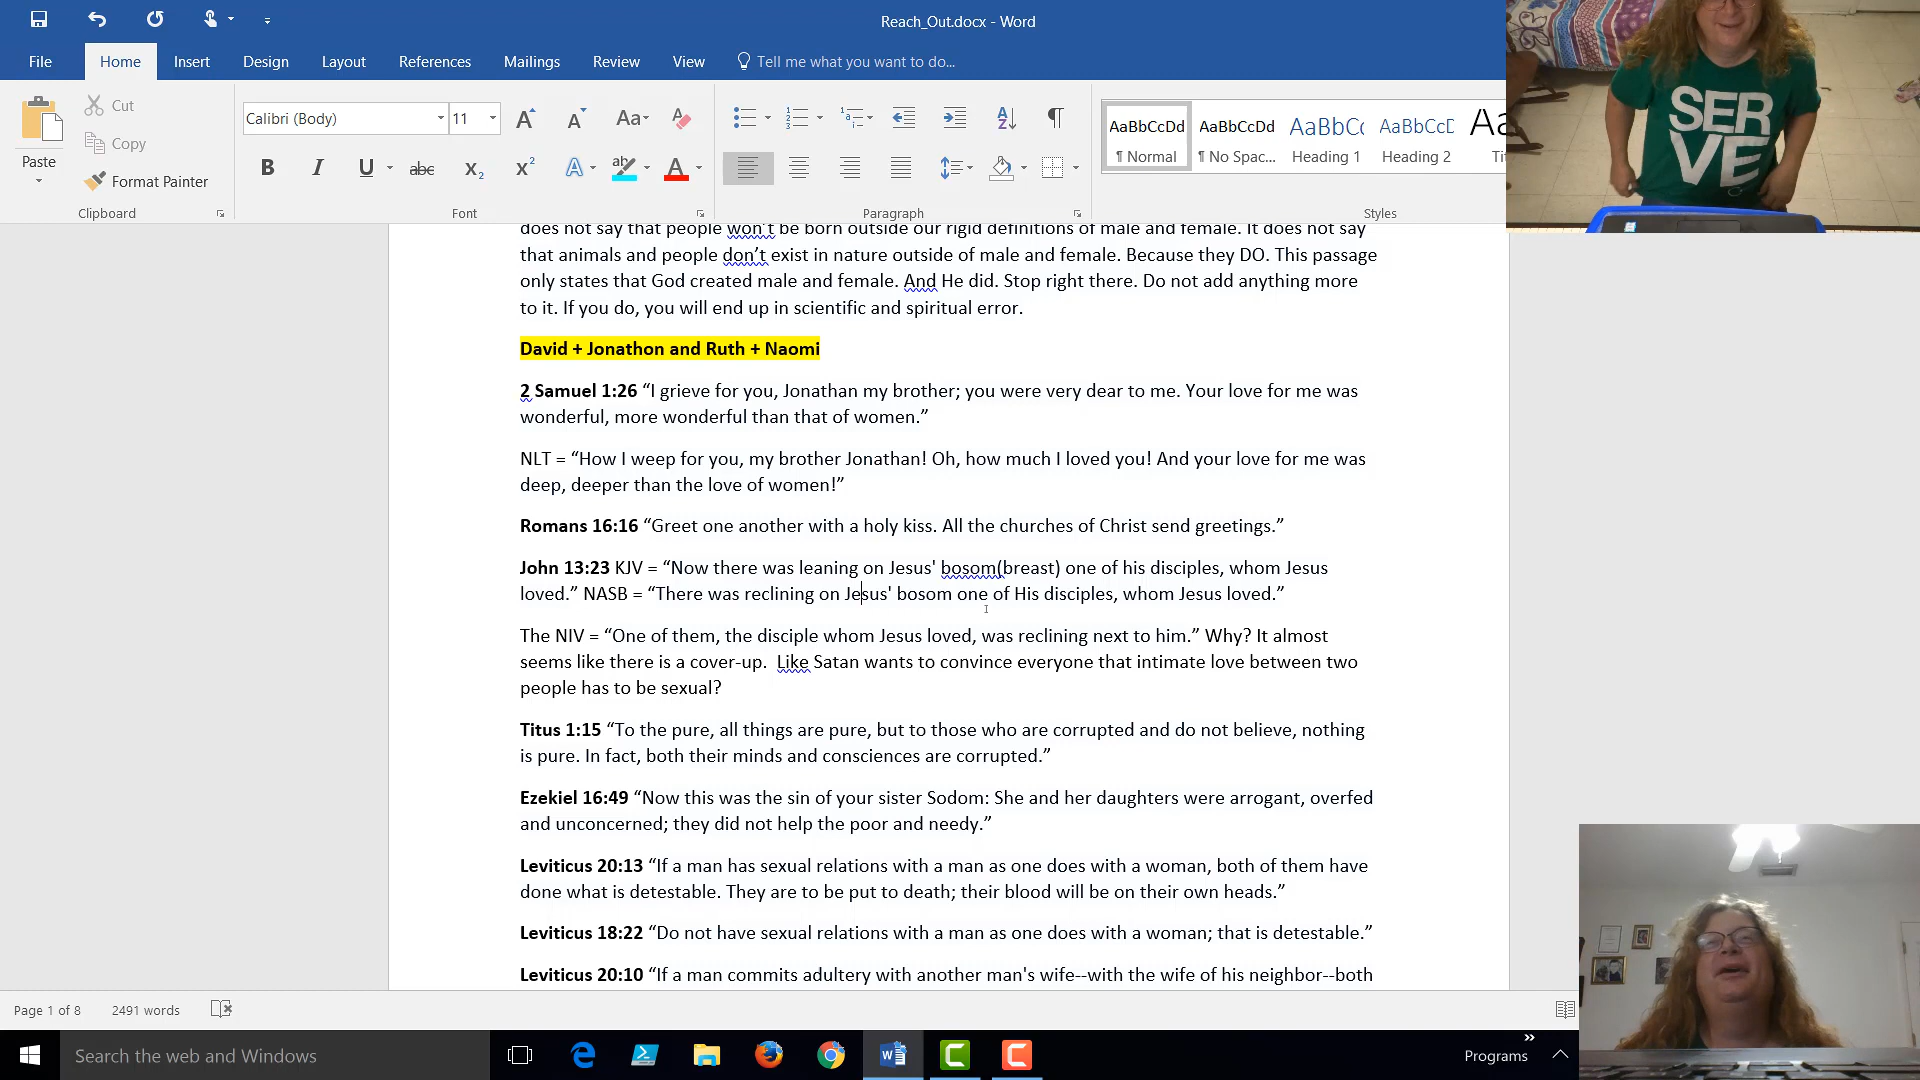 Reach_Out.docx - Word
File Home Insert Design Layout References Mailings Review View Tell me what you want to do...
Cut
Copy
Paste
Format Painter
Clipboard
Calibri (Body) 11
Font
Paragraph
AaBbCcDd AaBbCcDd AaBbCc AaBbCcD Aa
¶ Normal ¶ No Spac... Heading 1 Heading 2
Styles
SER
VE
does not say that people won't be born outside our rigid definitions of male and female. It does not say
that animals and people don’t exist in nature outside of male and female. Because they DO. This passage
only states that God created male and female. And He did. Stop right there. Do not add anything more
to it. If you do, you will end up in scientific and spiritual error.
David + Jonathon and Ruth + Naomi
2 Samuel 1:26 “I grieve for you, Jonathan my brother; you were very dear to me. Your love for me was
wonderful, more wonderful than that of women.”
NLT = “How I weep for you, my brother Jonathan! Oh, how much I loved you! And your love for me was
deep, deeper than the love of women!”
Romans 16:16 “Greet one another with a holy kiss. All the churches of Christ send greetings.”
John 13:23 KJV = “Now there was leaning on Jesus' bosom(breast) one of his disciples, whom Jesus
loved.” NASB = “There was reclining on Jesus' bosom one of His disciples, whom Jesus loved.”
The NIV = “One of them, the disciple whom Jesus loved, was reclining next to him.” Why? It almost
seems like there is a cover-up.  Like Satan wants to convince everyone that intimate love between two
people has to be sexual?
Titus 1:15 “To the pure, all things are pure, but to those who are corrupted and do not believe, nothing
is pure. In fact, both their minds and consciences are corrupted.”
Ezekiel 16:49 “Now this was the sin of your sister Sodom: She and her daughters were arrogant, overfed
and unconcerned; they did not help the poor and needy.”
Leviticus 20:13 “If a man has sexual relations with a man as one does with a woman, both of them have
done what is detestable. They are to be put to death; their blood will be on their own heads.”
Leviticus 18:22 “Do not have sexual relations with a man as one does with a woman; that is detestable.”
Leviticus 20:10 “If a man commits adultery with another man's wife--with the wife of his neighbor--both
Page 1 of 8 2491 words
Search the web and Windows
Programs